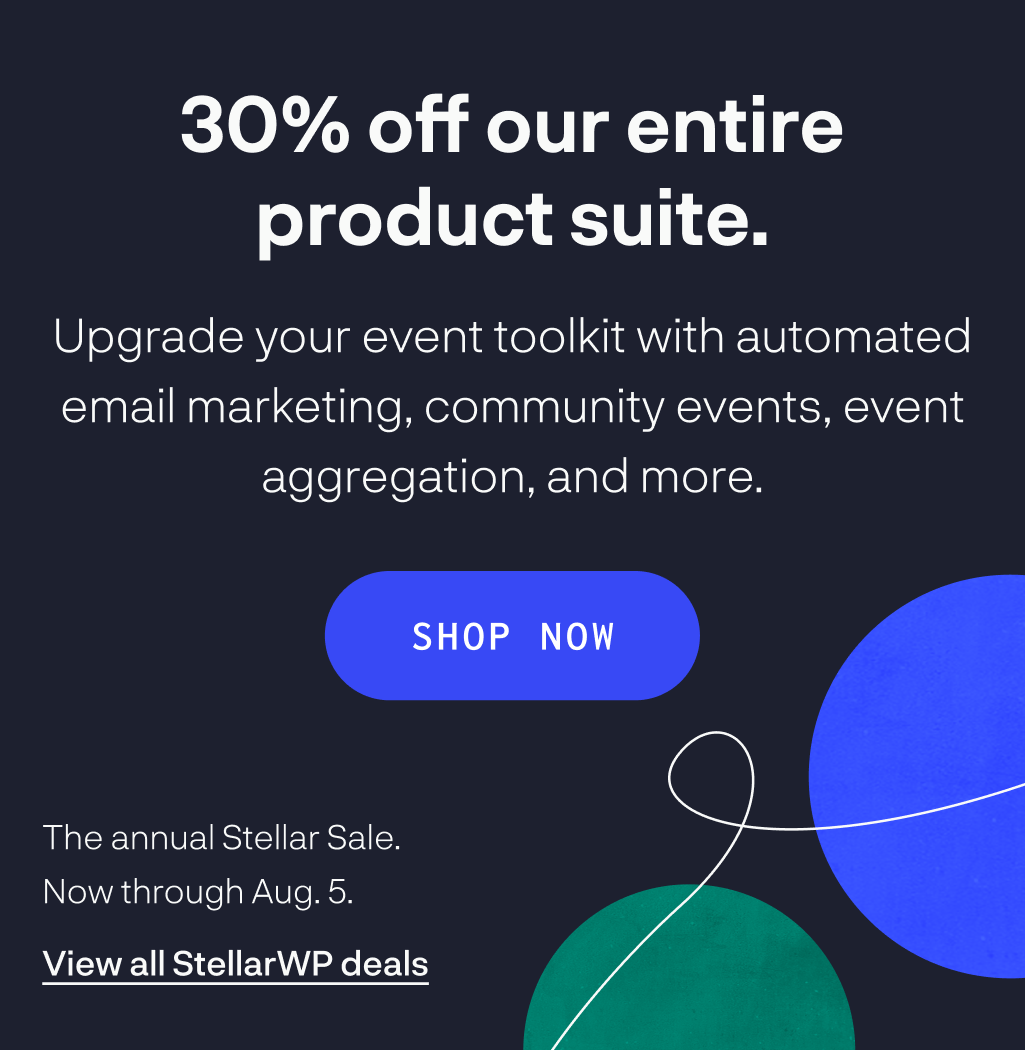 30% off our entire
product suite.
Upgrade your event toolkit with automated
email marketing, community events, event
aggregation, and more.
SHOP NOW
The annual Stellar Sale.
Now through Aug. 5.
View all StellarWP deals